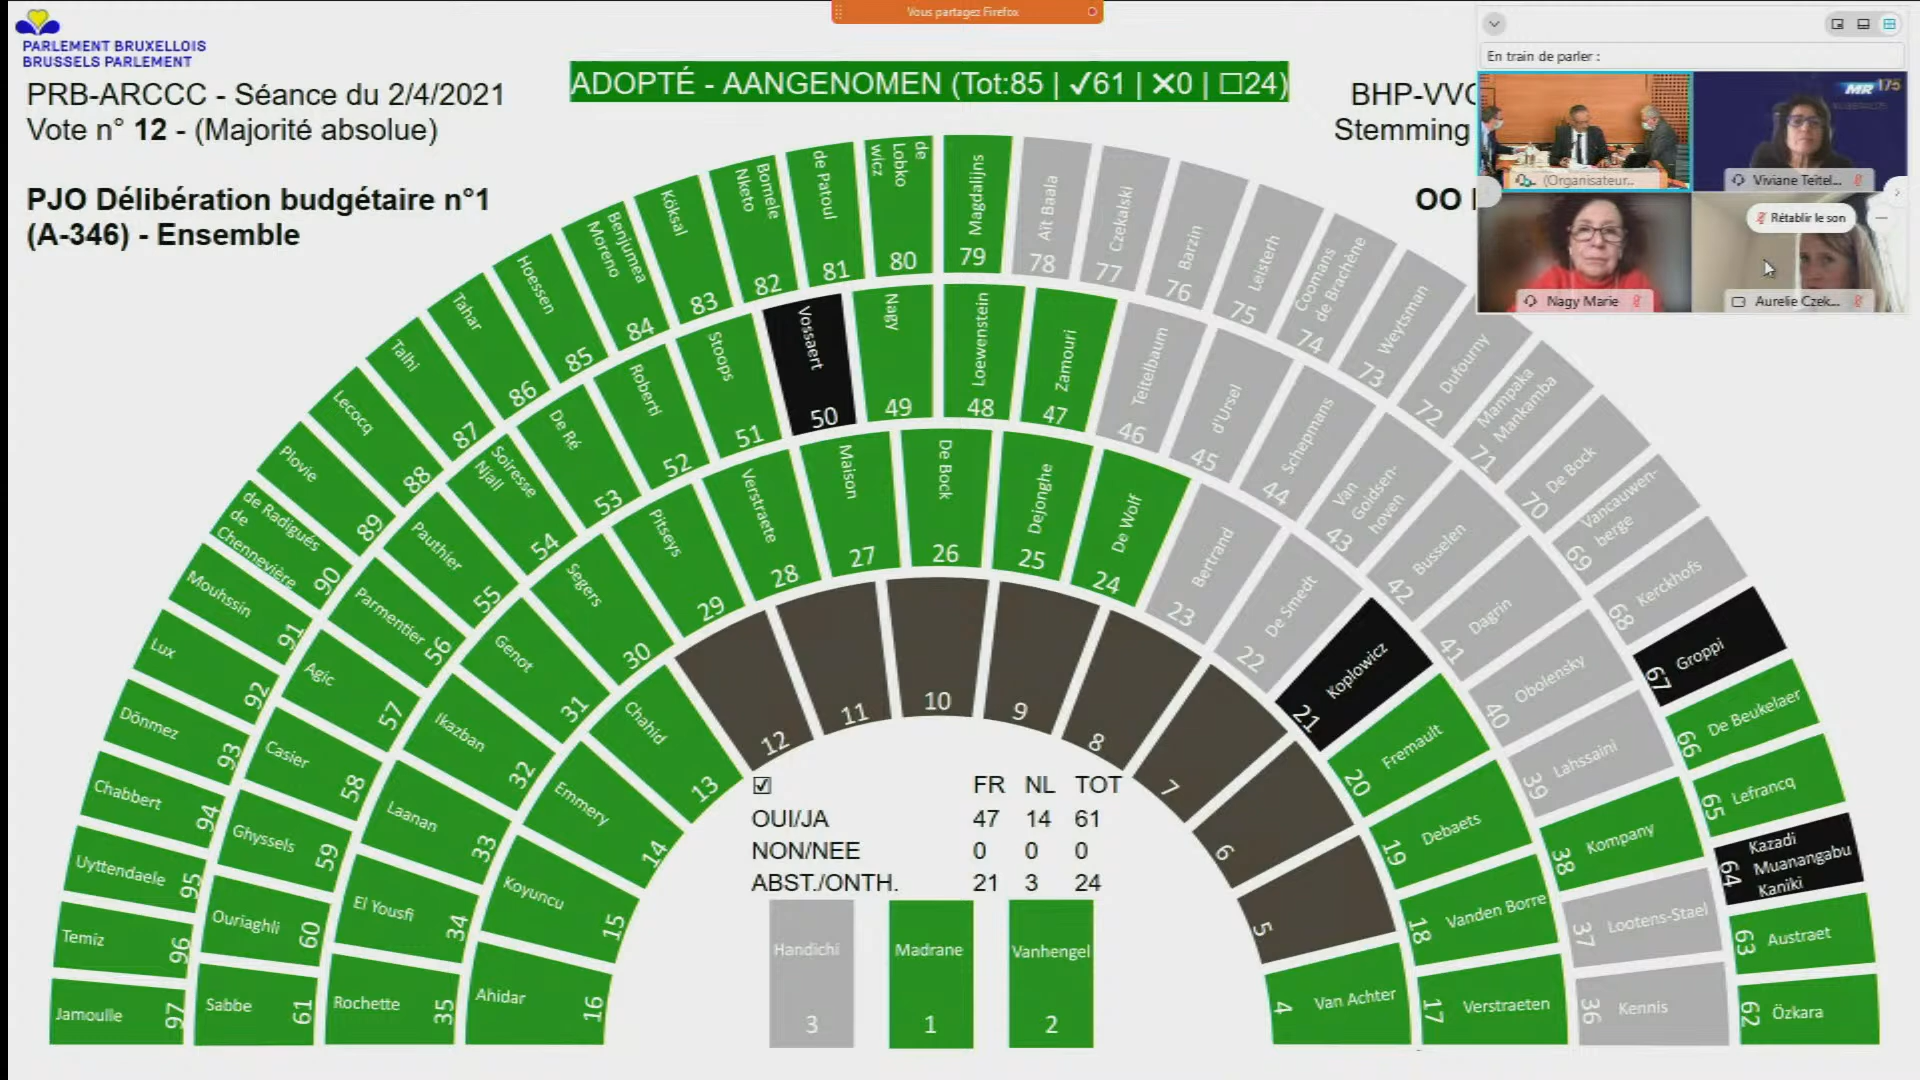 Vous partagez Firefox
PARLEMENT BRUXELLOIS
BRUSSELS PARLEMENT
PRB-ARCCC - Séance du 2/4/2021
Vote n° 12 - (Majorité absolue)
PJO Délibération budgétaire n°1
(A-346) - Ensemble
ADOPTÉ - AANGENOMEN (Tot:85 | ✓61 | ✕0 | ☐24)
BHP-VVC
Stemming
OO
En train de parler :
MR 175
(Organisateur..
Viviane Teitel...
Rétablir le son
Nagy Marie
Aurelie Czek...
Jamoulle 97
Temiz 96
Uyttendaele 95
Chabbert 94
Dönmez 93
Lux 92
Mouhssin 91
de Radiguès
de
Chennevière 90
Plovie 89
Lecocq 88
Talhi 87
Tahar 86
Hoessen 85
Benjumea
Moreno 84
Köksal 83
Bomele
Nketo 82
de Patoul 81
de
Lobko
wicz 80
Magdalijns 79
Aït Baala 78
Czekalski 77
Barzin 76
Leisterh 75
Coomans
de Brachène 74
Weytsman 73
Dufourny 72
Mampaka
Mankamba 71
De Bock 70
Vancauwen-
berge 69
Kerckhofs 68
Groppi 67
De Beukelaer 66
Lefrancq 65
Kazadi
Muanangabu
Kaniki 64
Austraet 63
Özkara 62
Sabbe 61
Ouriaghli 60
Ghyssels 59
Casier 58
Agic 57
Parmentier 56
Pauthier 55
Soiresse
Njall 54
De Ré 53
Roberti 52
Stoops 51
Vossaert 50
Nagy 49
Loewenstein 48
Zamouri 47
Teitelbaum 46
d'Ursel 45
Schepmans 44
Van
Goidsen-
hoven 43
Busselen 42
Dagrin 41
Obolensky 40
Lahssaini 39
Kompany 38
Lootens-Stael 37
Kennis 36
Rochette 35
El Yousfi 34
Laanan 33
Ikazban 32
Genot 31
Segers 30
Pitseys 29
Verstraete 28
Maison 27
De Bock 26
Dejonghe 25
De Wolf 24
Bertrand 23
De Smedt 22
Koplowicz 21
Fremault 20
Debaets 19
Vanden Borre 18
Verstraeten 17
Ahidar 16
Koyuncu 15
Emmery 14
Chahid 13
12
11
10
9
8
7
6
5
4 Van Achter
☑ FR NL TOT
OUI/JA 47 14 61
NON/NEE 0 0 0
ABST./ONTH. 21 3 24
Handichi 3
Madrane 1
Vanhengel 2